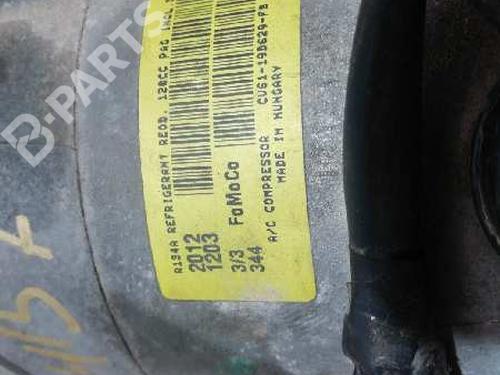 B-PARTS
R134A REFRIGERANT REQD. 120CC PAG INCL.
2012
1203
3/3 FoMoCo
344
A/C COMPRESSOR CV61-19D629-FB
MADE IN HUNGARY